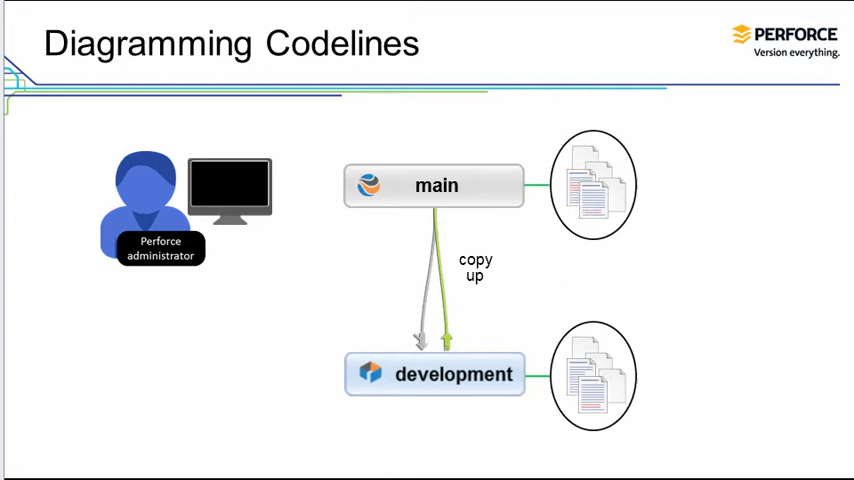 Diagramming Codelines
PERFORCE
Version everything.
Perforce
administrator
main
copy
up
development